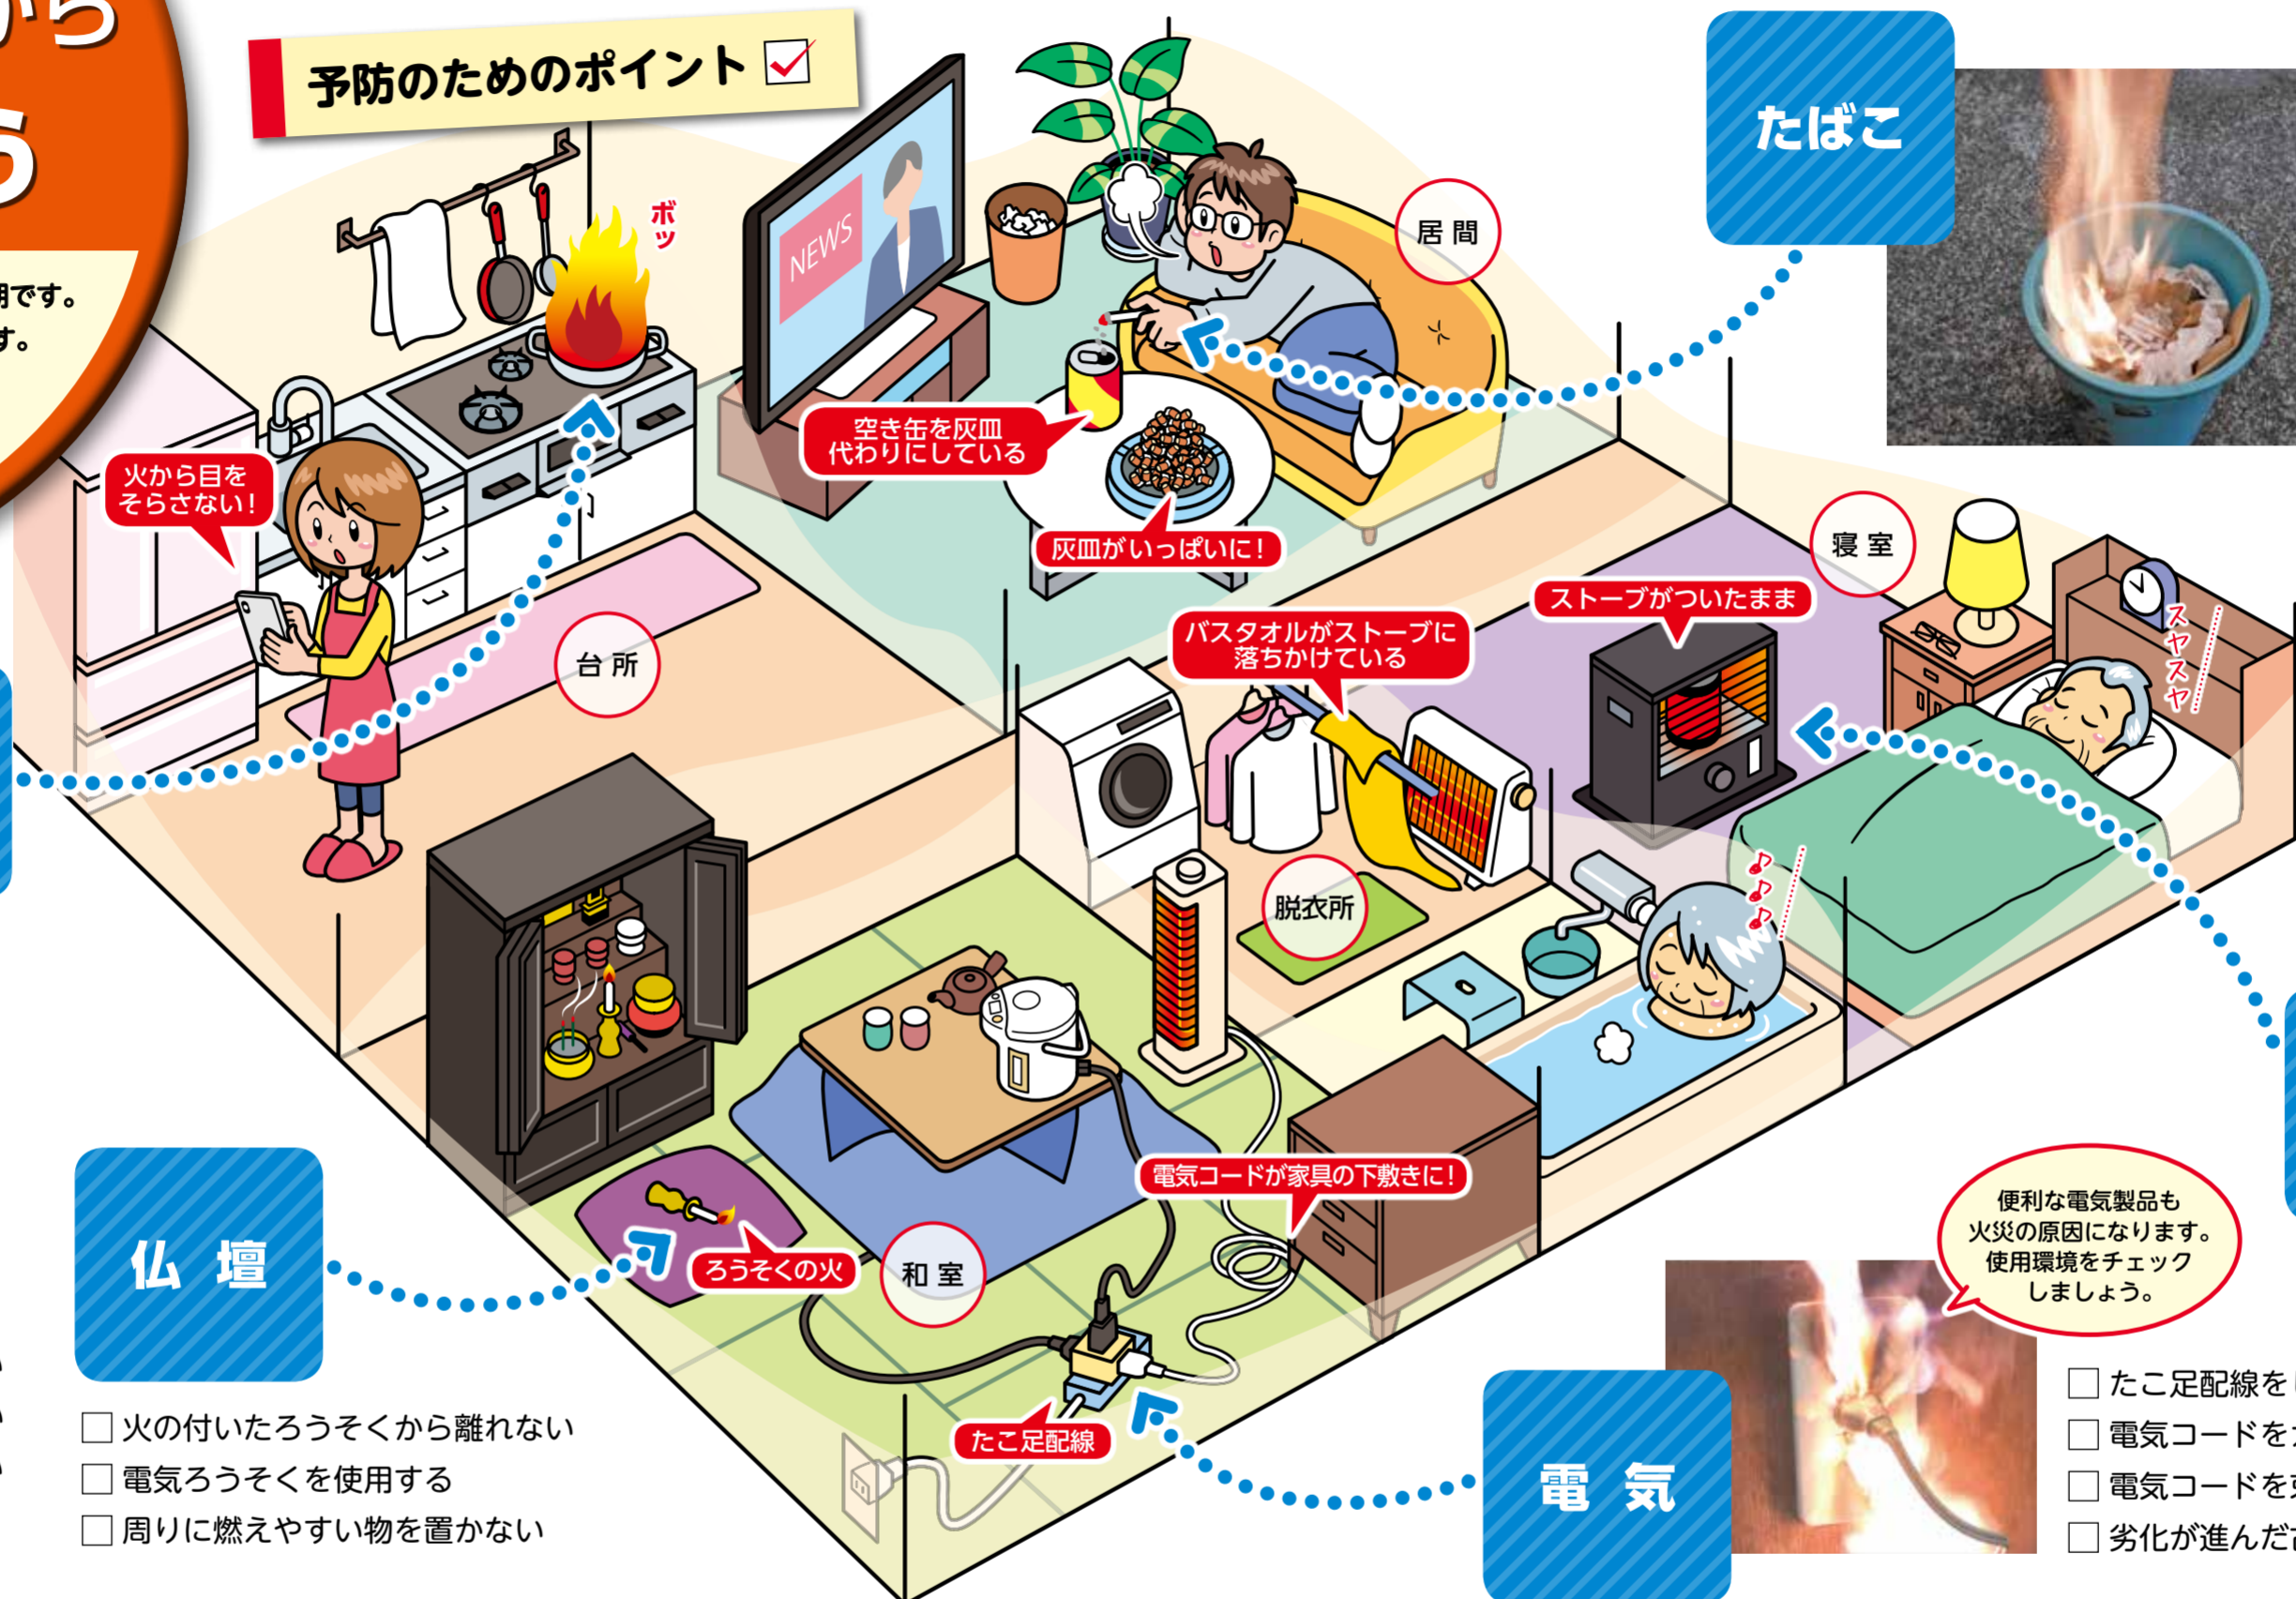 から
う
期です。
す。
予防のためのポイント
ボッ
NEWS
居間
たばこ
空き缶を灰皿
代わりにしている
灰皿がいっぱいに!
火から目を
そらさない!
台所
寝室
ストーブがついたまま
スヤスヤ
バスタオルがストーブに
落ちかけている
脱衣所
電気コードが家具の下敷きに!
仏壇
ろうそくの火
和室
たこ足配線
便利な電気製品も
火災の原因になります。
使用環境をチェック
しましょう。
火の付いたろうそくから離れない
電気ろうそくを使用する
周りに燃えやすい物を置かない
電気
たこ足配線を
電気コードを
電気コードを
劣化が進んだ